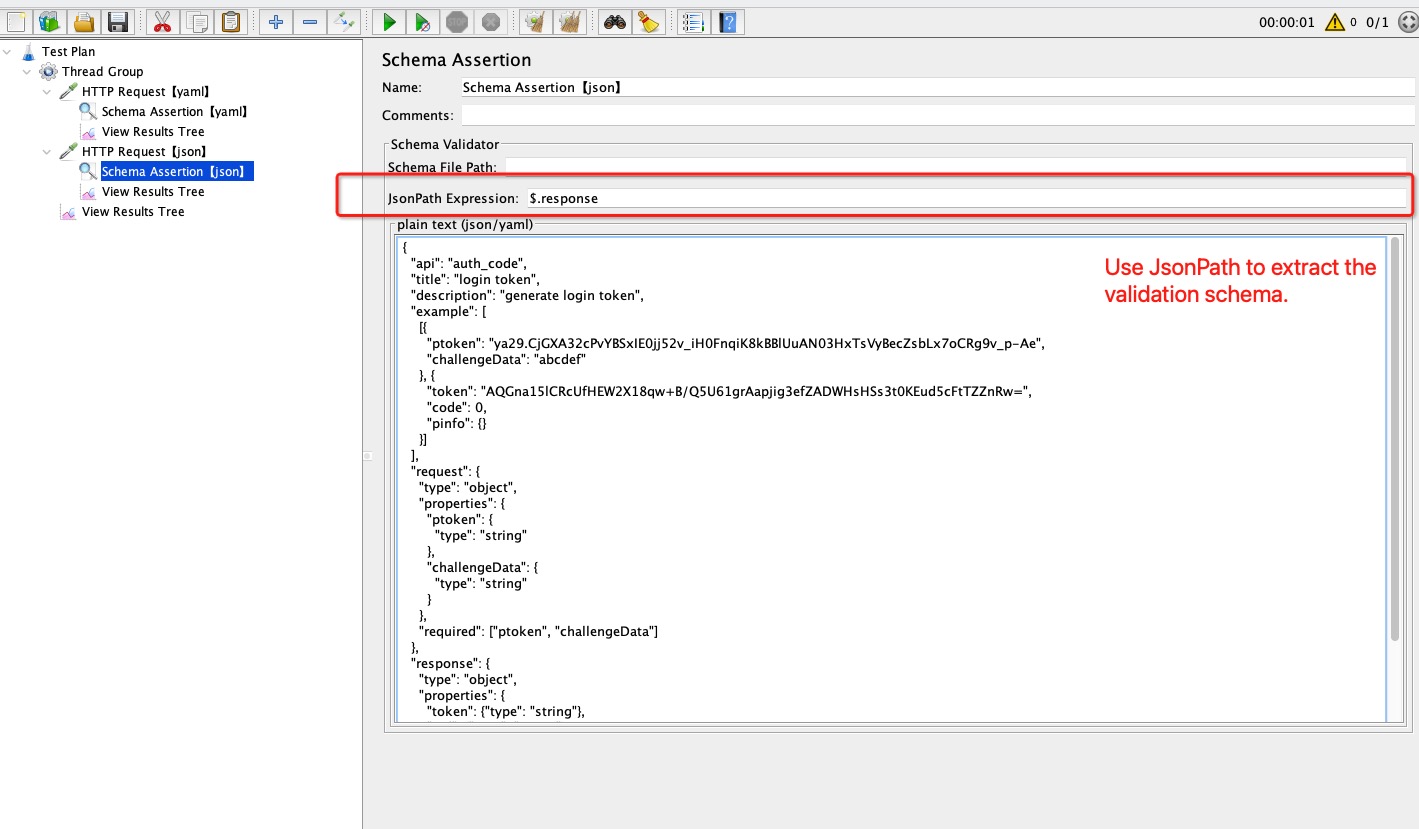 STOP
00:00:01
0
0/1
Test Plan
Thread Group
HTTP Request【yaml】
Schema Assertion【yaml】
View Results Tree
HTTP Request【json】
Schema Assertion【json】
View Results Tree
View Results Tree
Schema Assertion
Name: Schema Assertion【json】
Comments:
Schema Validator
Schema File Path:
JsonPath Expression: $.response
plain text (json/yaml)
{
"api": "auth_code",
"title": "login token",
"description": "generate login token",
"example": [
[{
"ptoken": "ya29.CjGXA32cPvYBSxIE0jj52v_iH0FnqiK8kBBlUuAN03HxTsVyBecZsbLx7oCRg9v_p-Ae",
"challengeData": "abcdef"
}, {
"token": "AQGna15lCRcUfHEW2X18qw+B/Q5U61grAapjig3efZADWHsHSs3t0KEud5cFtTZZnRw=",
"code": 0,
"pinfo": {}
}]
],
"request": {
"type": "object",
"properties": {
"ptoken": {
"type": "string"
},
"challengeData": {
"type": "string"
}
},
"required": ["ptoken", "challengeData"]
},
"response": {
"type": "object",
"properties": {
"token": {"type": "string"},
Use JsonPath to extract the
validation schema.